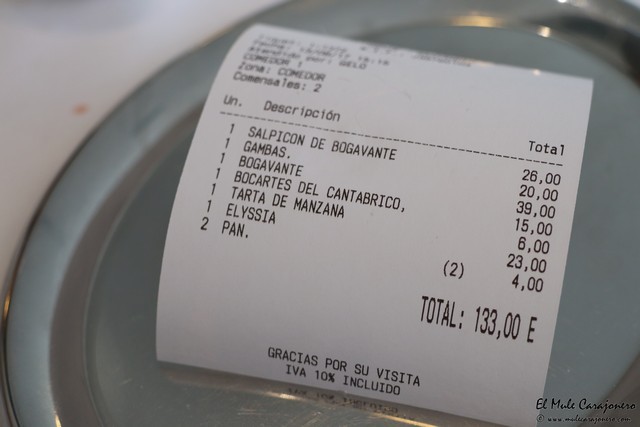 COMEDOR 1
Zona: COMEDOR
Comensales: 2
Un. Descripción Total
1 SALPICON DE BOGAVANTE 26,00
1 GAMBAS. 20,00
1 BOGAVANTE 39,00
1 BOCARTES DEL CANTABRICO, 15,00
1 TARTA DE MANZANA 6,00
1 ELYSSIA 23,00
2 PAN. (2) 4,00
TOTAL: 133,00 E
GRACIAS POR SU VISITA
IVA 10% INCLUIDO
El Mule Carajonero
© www.mulecarajonero.com